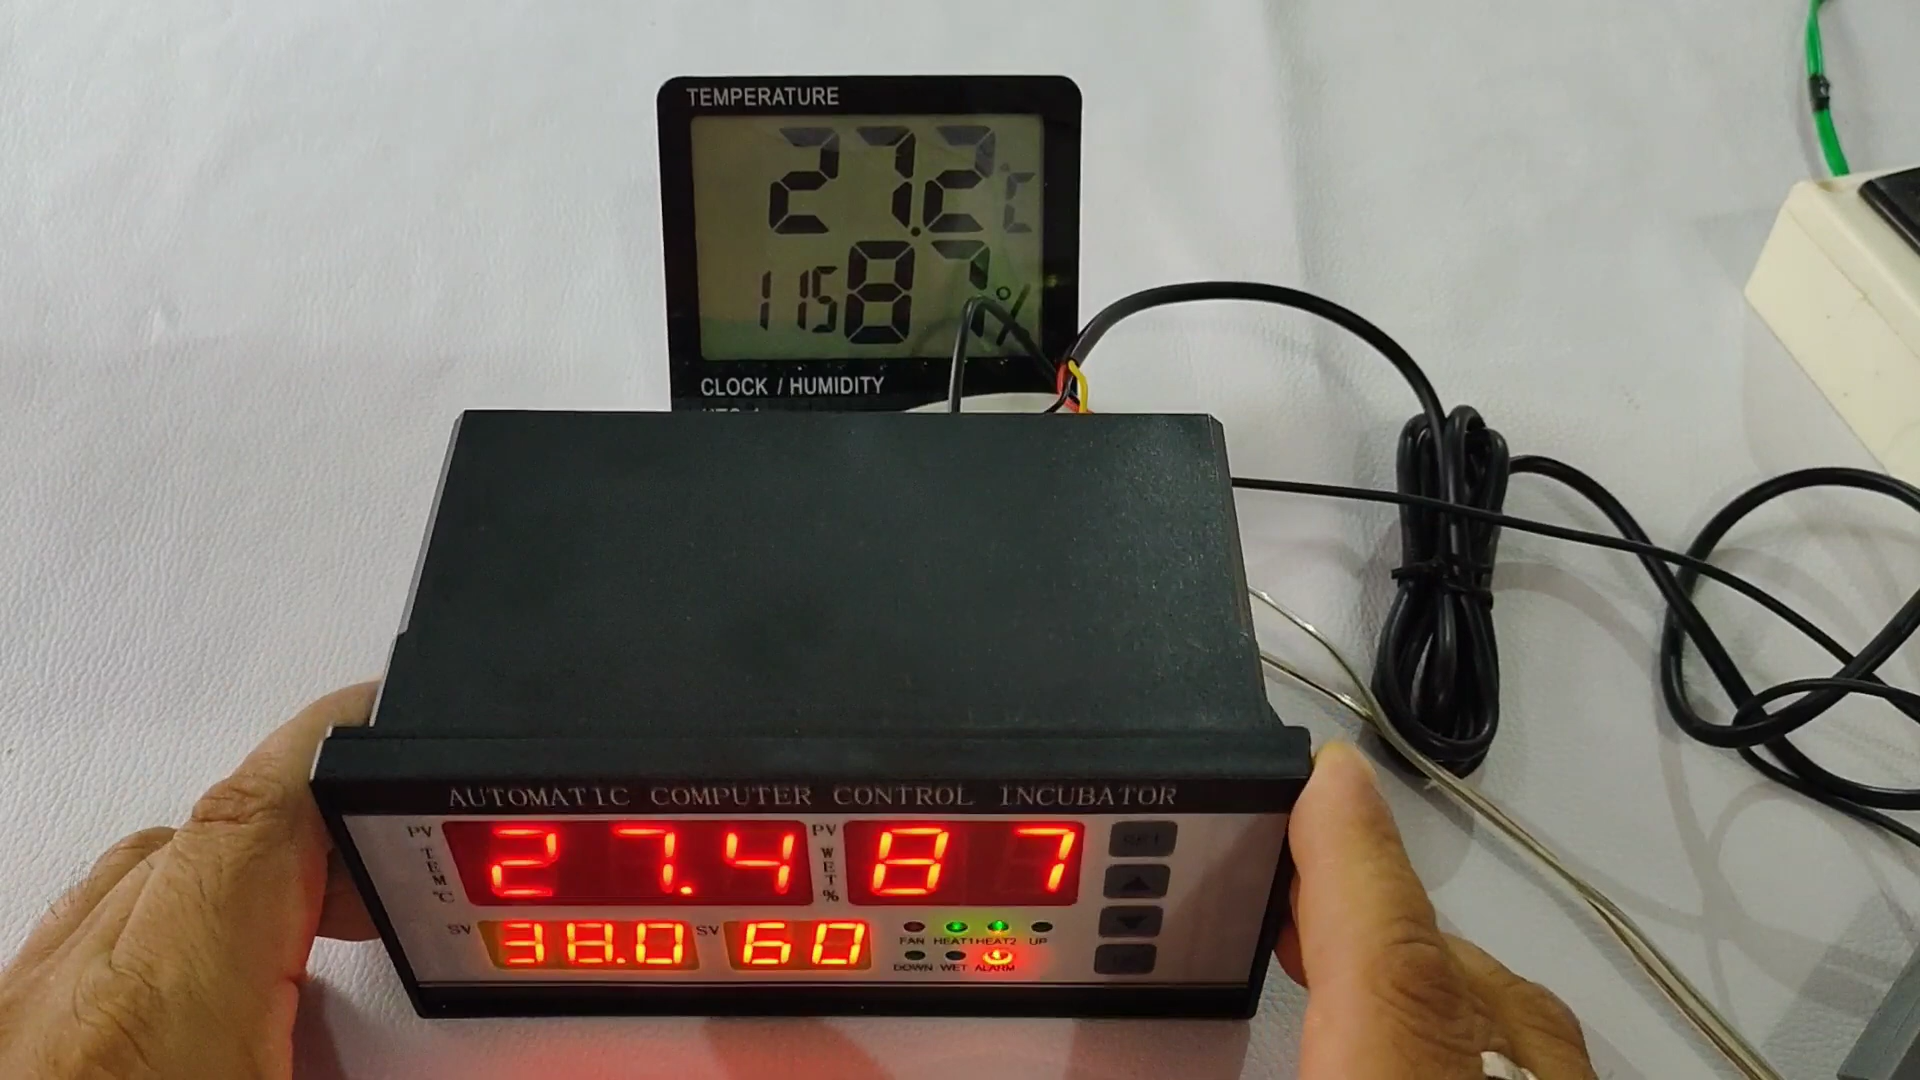 TEMPERATURE
27.2°C
115 87%
CLOCK / HUMIDITY
AUTOMATIC COMPUTER CONTROL INCUBATOR
PV TEM °C 27.4 PV WET % 87
SV 38.0 SV 60
FAN HEAT1 HEAT2 UP
DOWN WET ALARM